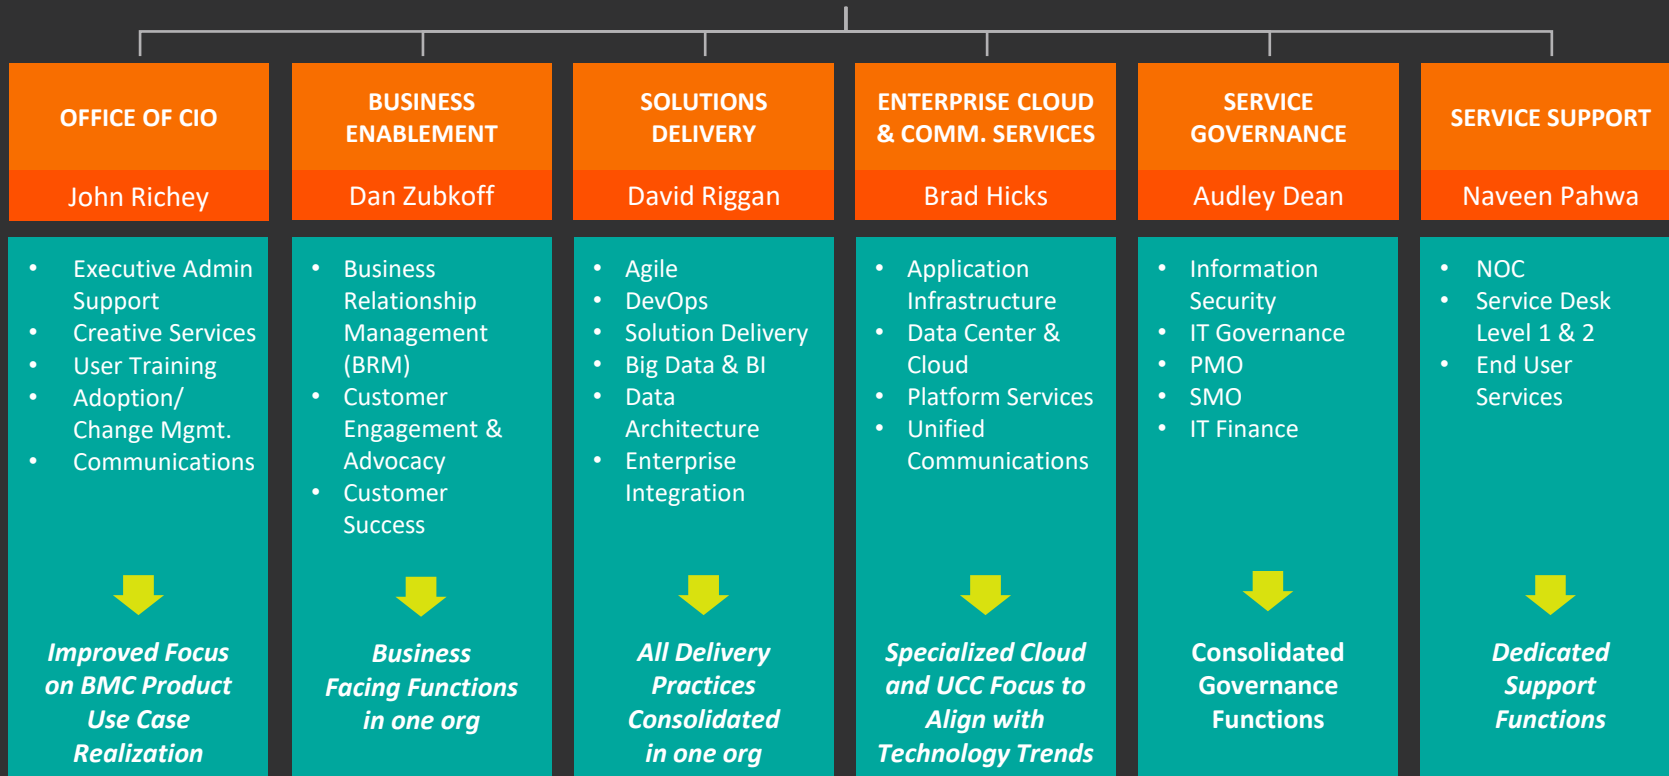 OFFICE OF CIO
John Richey
• Executive Admin
Support
• Creative Services
• User Training
• Adoption/
Change Mgmt.
• Communications
Improved Focus
on BMC Product
Use Case
Realization
BUSINESS
ENABLEMENT
Dan Zubkoff
• Business
Relationship
Management
(BRM)
• Customer
Engagement &
Advocacy
• Customer
Success
Business
Facing Functions
in one org
SOLUTIONS
DELIVERY
David Riggan
• Agile
• DevOps
• Solution Delivery
• Big Data & BI
• Data
Architecture
• Enterprise
Integration
All Delivery
Practices
Consolidated
in one org
ENTERPRISE CLOUD
& COMM. SERVICES
Brad Hicks
• Application
Infrastructure
• Data Center &
Cloud
• Platform Services
• Unified
Communications
Specialized Cloud
and UCC Focus to
Align with
Technology Trends
SERVICE
GOVERNANCE
Audley Dean
• Information
Security
• IT Governance
• PMO
• SMO
• IT Finance
Consolidated
Governance
Functions
SERVICE SUPPORT
Naveen Pahwa
• NOC
• Service Desk
Level 1 & 2
• End User
Services
Dedicated
Support
Functions